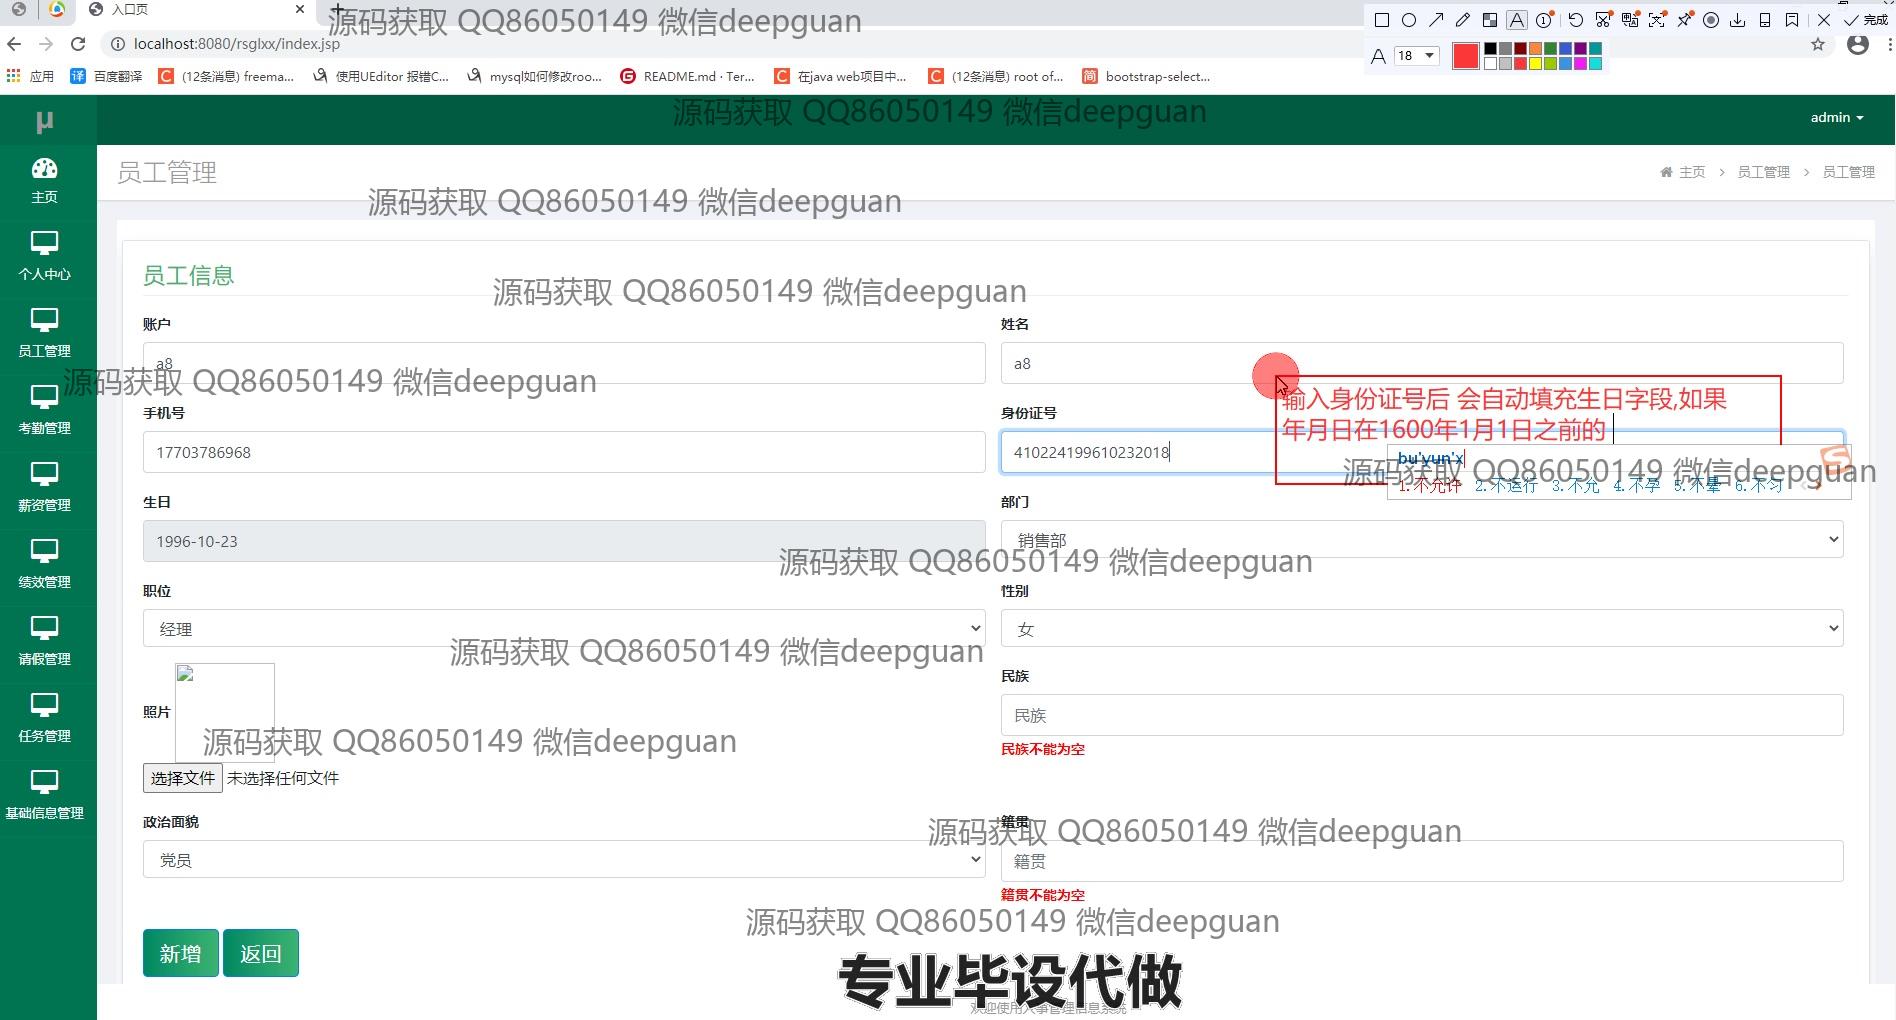 入口页
源码获取 QQ86050149 微信deepguan
18
完成
localhost:8080/rsglxx/index.jsp
应用
百度翻译
(12条消息) freema...
使用UEditor 报错C...
mysql如何修改roo...
README.md · Ter...
在java web项目中...
(12条消息) root of...
bootstrap-select...
μ
源码获取 QQ86050149 微信deepguan
admin
主页
员工管理
主页 > 员工管理 > 员工管理
源码获取 QQ86050149 微信deepguan
个人中心
员工信息
源码获取 QQ86050149 微信deepguan
账户
姓名
员工管理
a8
a8
源码获取 QQ86050149 微信deepguan
输入身份证号后 会自动填充生日字段,如果
年月日在1600年1月1日之前的
手机号
身份证号
考勤管理
17703786968
410224199610232018
bu'yun'x
源码获取 QQ86050149 微信deepguan
1.不允许 2.不运行 3.不允 4.不孕 5.不晕 6.不匀
生日
部门
薪资管理
1996-10-23
销售部
源码获取 QQ86050149 微信deepguan
绩效管理
职位
性别
经理
女
源码获取 QQ86050149 微信deepguan
请假管理
民族
照片
民族
任务管理
源码获取 QQ86050149 微信deepguan
民族不能为空
选择文件 未选择任何文件
基础信息管理
政治面貌
籍贯
源码获取 QQ86050149 微信deepguan
党员
籍贯
籍贯不能为空
源码获取 QQ86050149 微信deepguan
新增
返回
专业毕设代做
欢迎使用人事管理信息系统